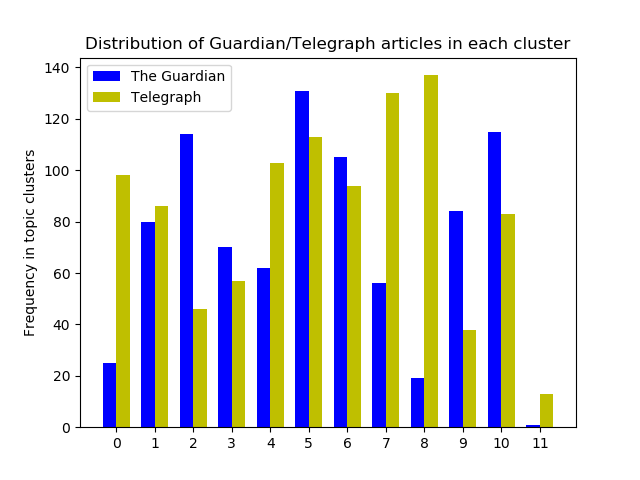 Distribution of Guardian/Telegraph articles in each cluster
The Guardian
Telegraph
Frequency in topic clusters
140
120
100
80
60
40
20
0
0 1 2 3 4 5 6 7 8 9 10 11